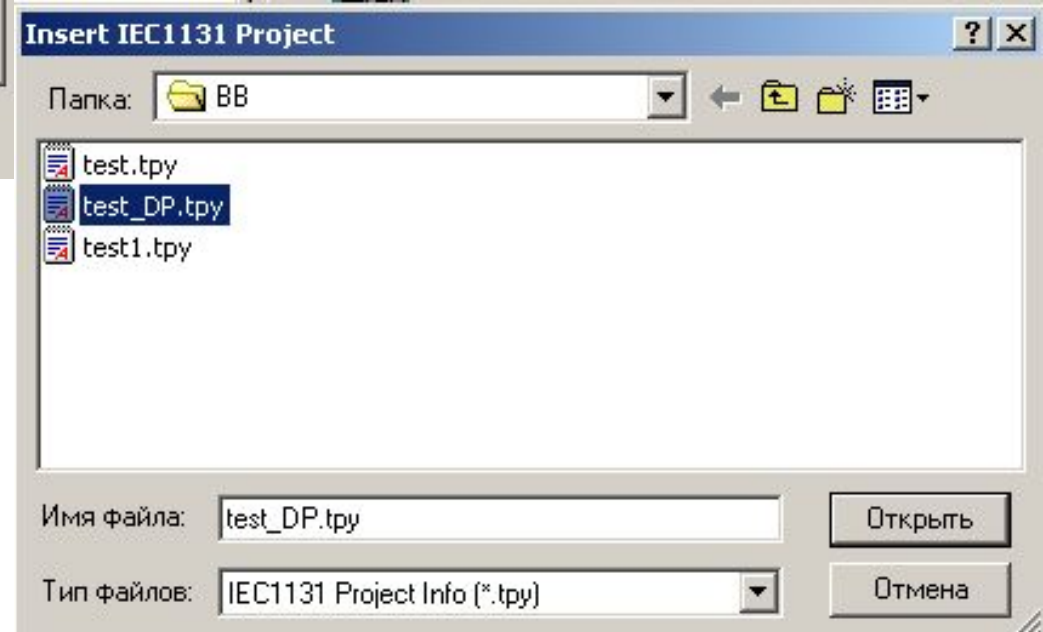 Insert IEC1131 Project
Папка: BB
test.tpy
test_DP.tpy
test1.tpy
Имя файла: test_DP.tpy Открыть
Тип файлов: IEC1131 Project Info (*.tpy) Отмена